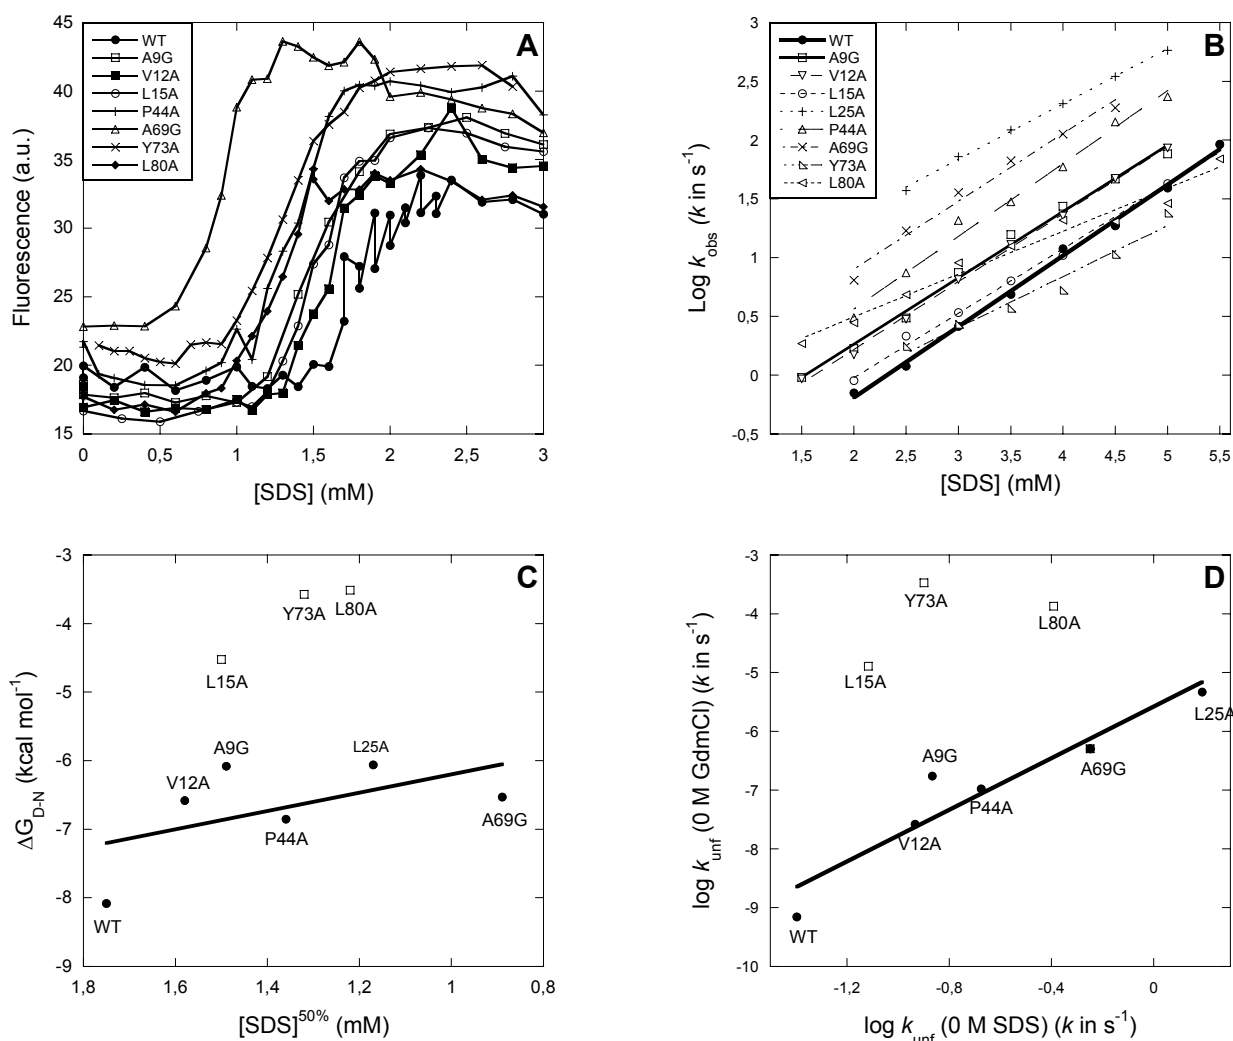 45
40
35
30
25
20
15
Fluorescence (a.u.)
WT
A9G
V12A
L15A
P44A
A69G
Y73A
L80A
A
0 0,5 1 1,5 2 2,5 3
[SDS] (mM)
3
2,5
2
1,5
1
0,5
0
-0,5
Log k_obs (k in s⁻¹)
WT
A9G
V12A
L15A
L25A
P44A
A69G
Y73A
L80A
B
1,5 2 2,5 3 3,5 4 4,5 5 5,5
[SDS] (mM)
-3
-4
-5
-6
-7
-8
-9
ΔG_D-N (kcal mol⁻¹)
C
Y73A
L80A
L15A
A9G
L25A
V12A
P44A
A69G
WT
1,8 1,6 1,4 1,2 1 0,8
[SDS]⁵⁰% (mM)
-3
-4
-5
-6
-7
-8
-9
-10
log k_unf (0 M GdmCl) (k in s⁻¹)
D
Y73A
L80A
L15A
L25A
A9G
A69G
P44A
V12A
WT
-1,2 -0,8 -0,4 0
log k_unf (0 M SDS) (k in s⁻¹)